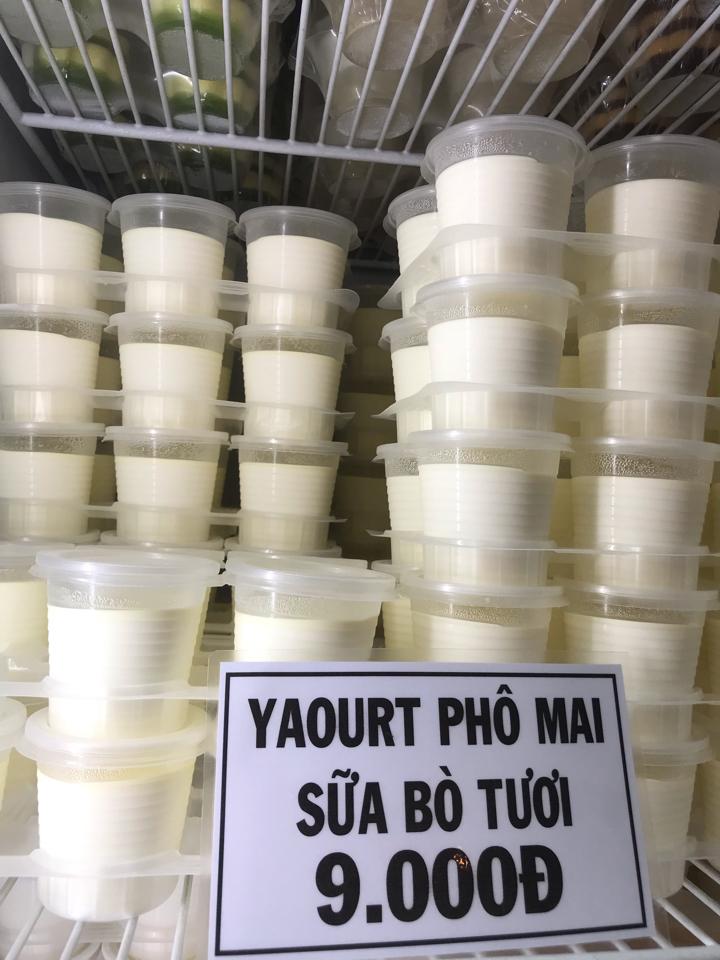 YAOURT PHÔ MAI
SỮA BÒ TƯƠI
9.000Đ